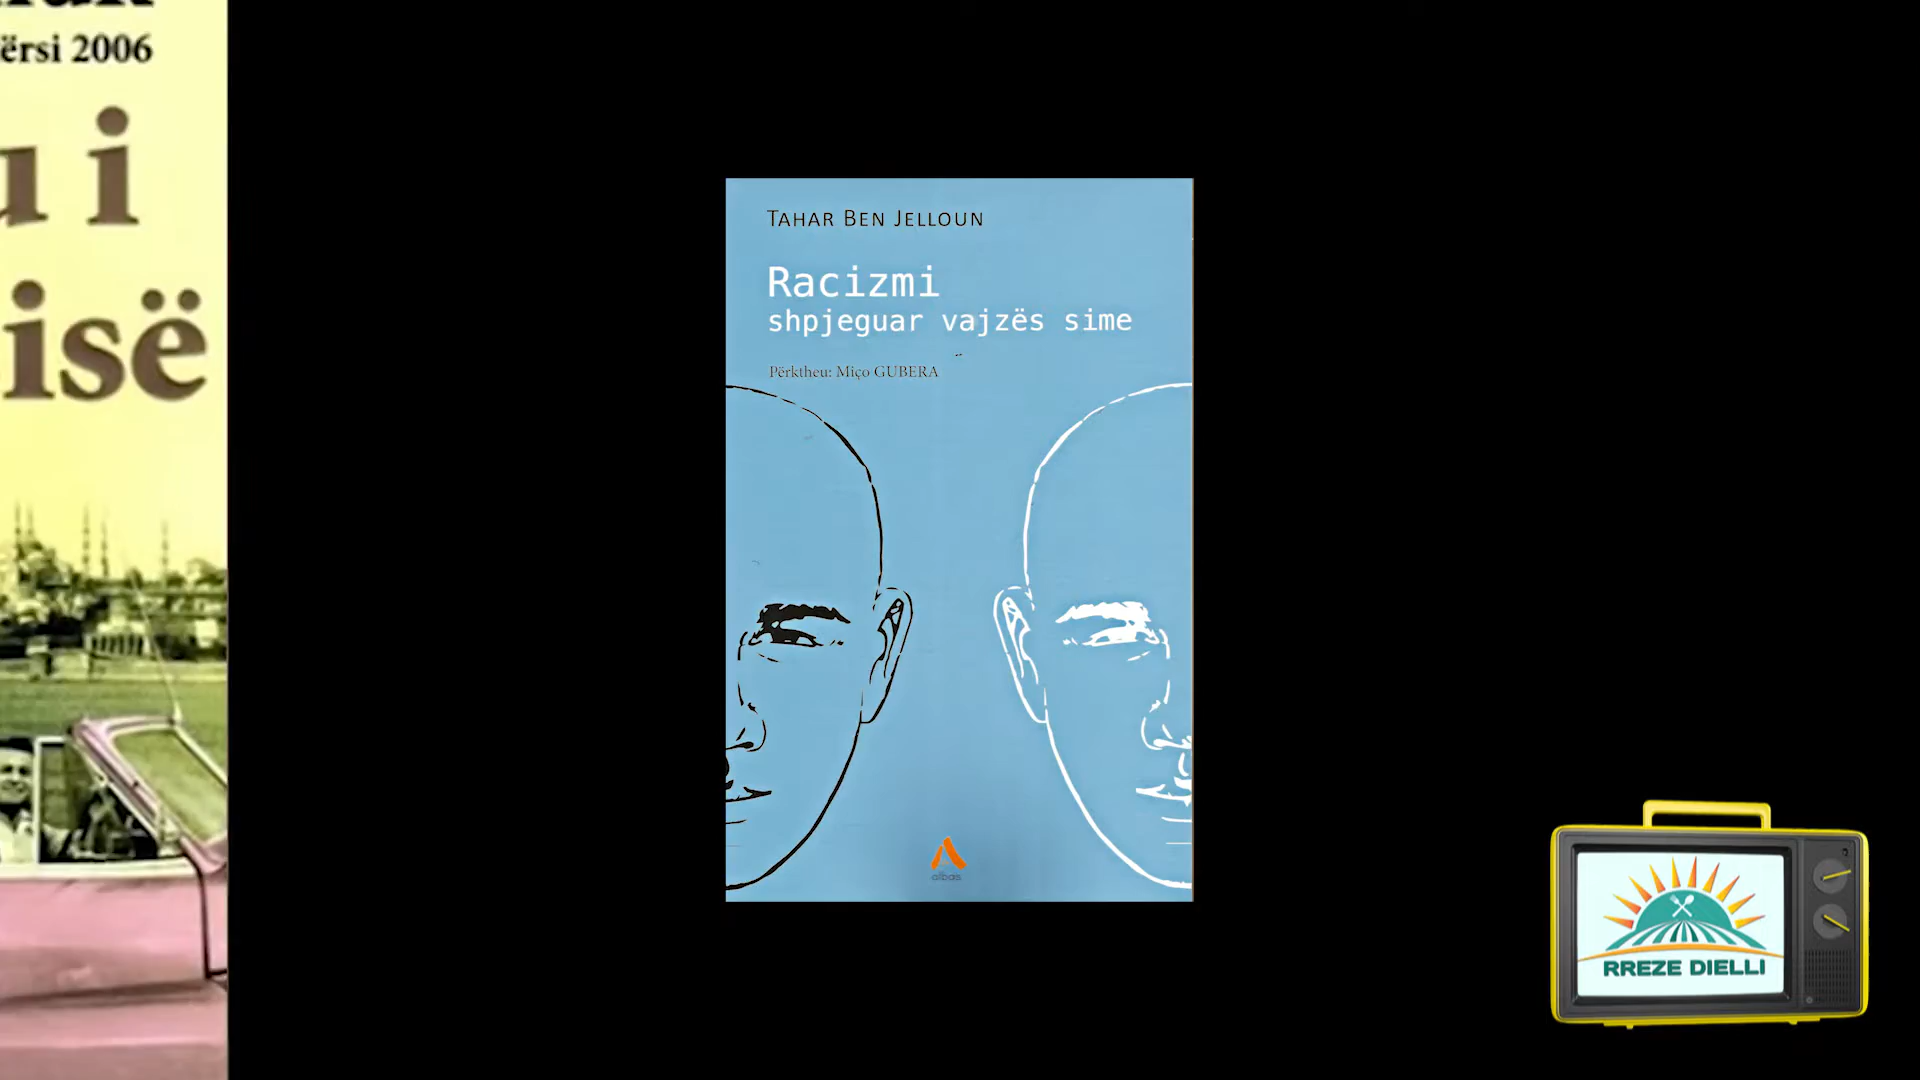 ërsi 2006
u i
isë
TAHAR BEN JELLOUN
Racizmi
shpjeguar vajzës sime
Përktheu: Miço GUBERA
albas
RREZE DIELLI